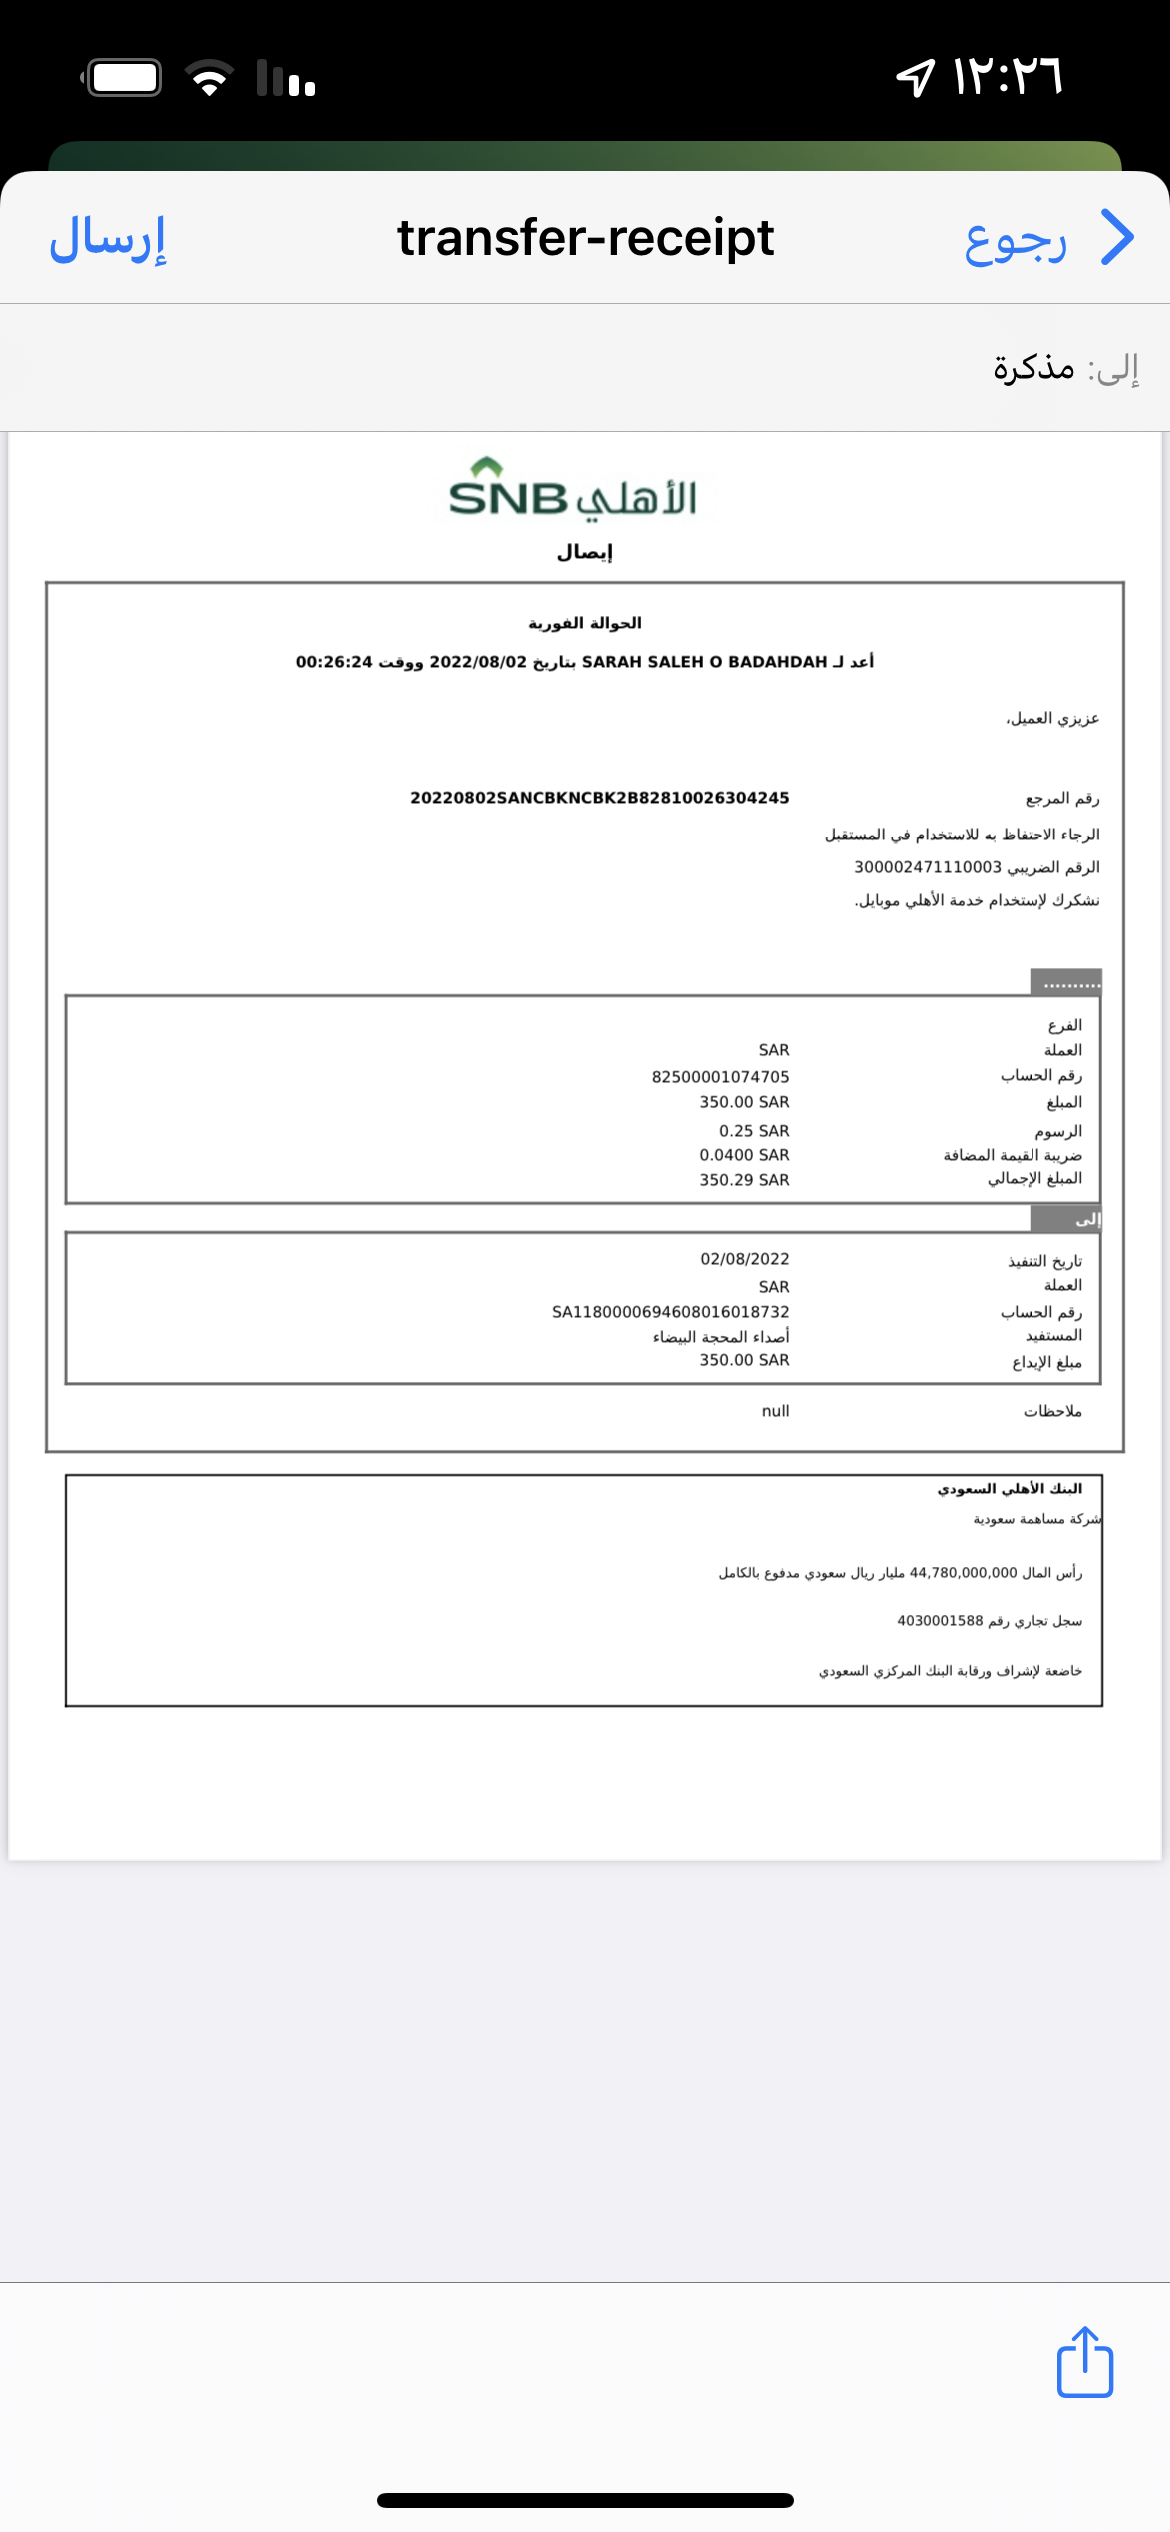 ١٢:٢٦
رجوع
transfer-receipt
إرسال
إلى: مذكرة
الأهلي SNB
إيصال
الحوالة الفورية
أعد لـ SARAH SALEH O BADAHDAH بتاريخ 2022/08/02 ووقت 00:26:24
عزيزي العميل،
رقم المرجع 20220802SANCBKNCBK2B82810026304245
الرجاء الاحتفاظ به للاستخدام في المستقبل
الرقم الضريبي 300002471110003
نشكرك لإستخدام خدمة الأهلي موبايل.
..........
الفرع
العملة SAR
رقم الحساب 82500001074705
المبلغ 350.00 SAR
الرسوم 0.25 SAR
ضريبة القيمة المضافة 0.0400 SAR
المبلغ الإجمالي 350.29 SAR
إلى
تاريخ التنفيذ 02/08/2022
العملة SAR
رقم الحساب SA1180000694608016018732
المستفيد أصداء المحجة البيضاء
مبلغ الإيداع 350.00 SAR
ملاحظات null
البنك الأهلي السعودي
شركة مساهمة سعودية
رأس المال 44,780,000,000 مليار ريال سعودي مدفوع بالكامل
سجل تجاري رقم 4030001588
خاضعة لإشراف ورقابة البنك المركزي السعودي